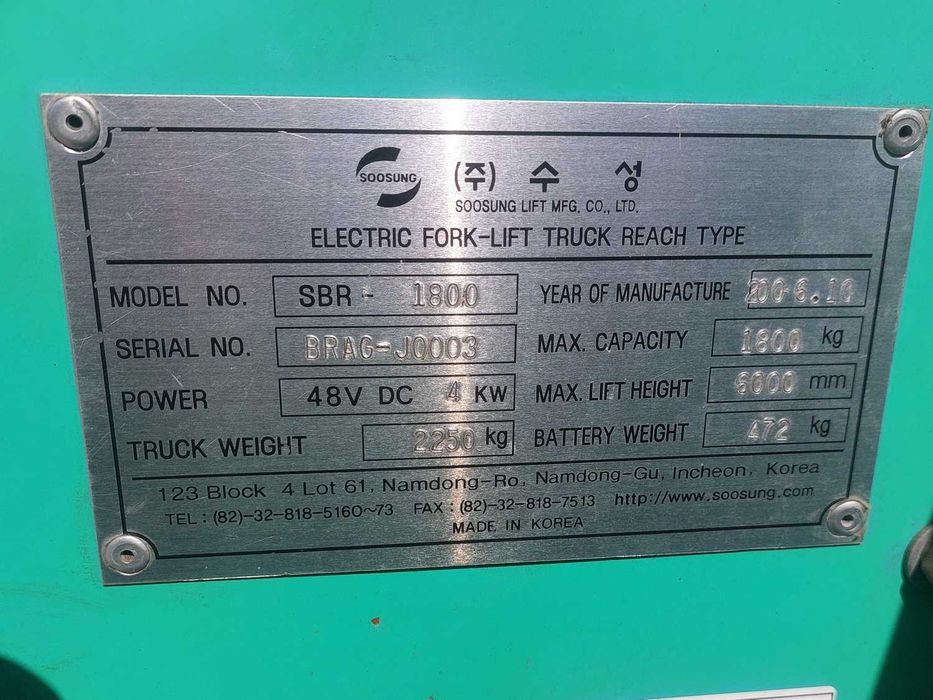 SOOSUNG (주) 수 성
SOOSUNG LIFT MFG. CO., LTD.
ELECTRIC FORK-LIFT TRUCK REACH TYPE
MODEL NO. SBR - 1800 YEAR OF MANUFACTURE 2006.10
SERIAL NO. BRAG-J0003 MAX. CAPACITY 1800 kg
POWER 48V DC 4 KW MAX. LIFT HEIGHT 6000 mm
TRUCK WEIGHT 2250 kg BATTERY WEIGHT 472 kg
123 Block 4 Lot 61, Namdong-Ro, Namdong-Gu, Incheon, Korea
TEL : (82)-32-818-5160~73 FAX : (82)-32-818-7513 http://www.soosung.com
MADE IN KOREA